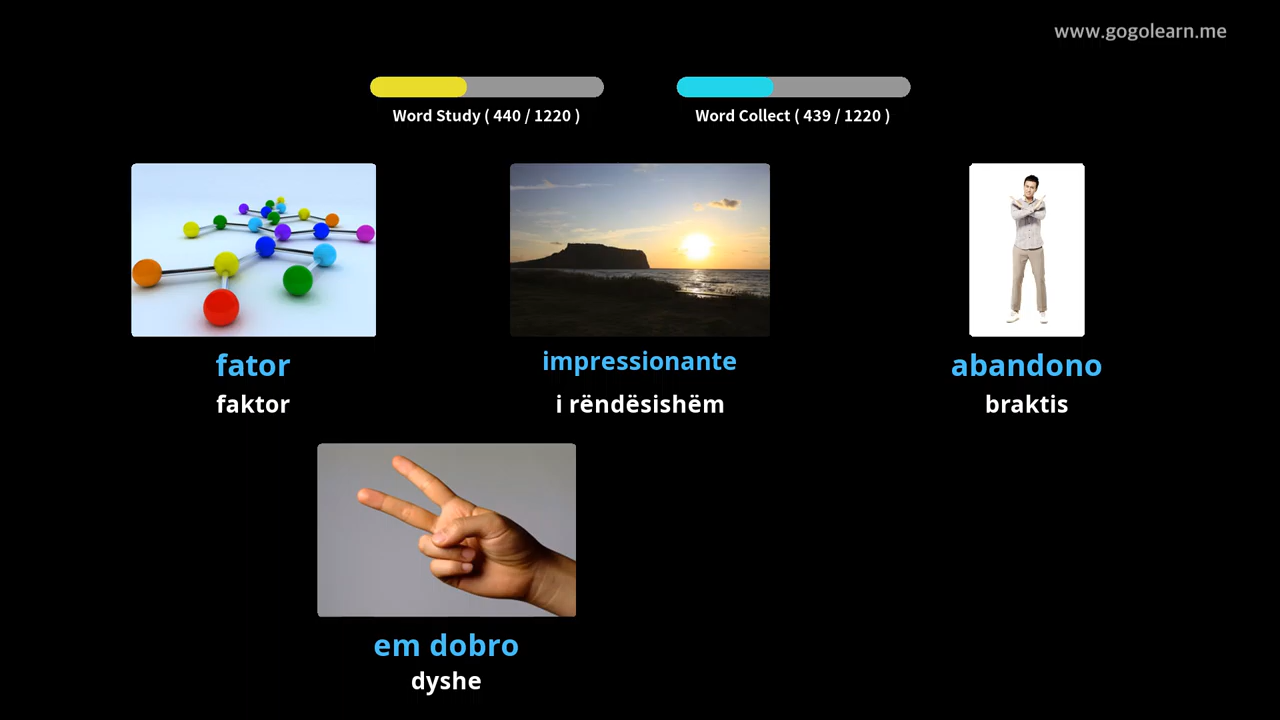 www.gogolearn.me
Word Study ( 440 / 1220 )
Word Collect ( 439 / 1220 )
fator
faktor
impressionante
i rëndësishëm
abandono
braktis
em dobro
dyshe